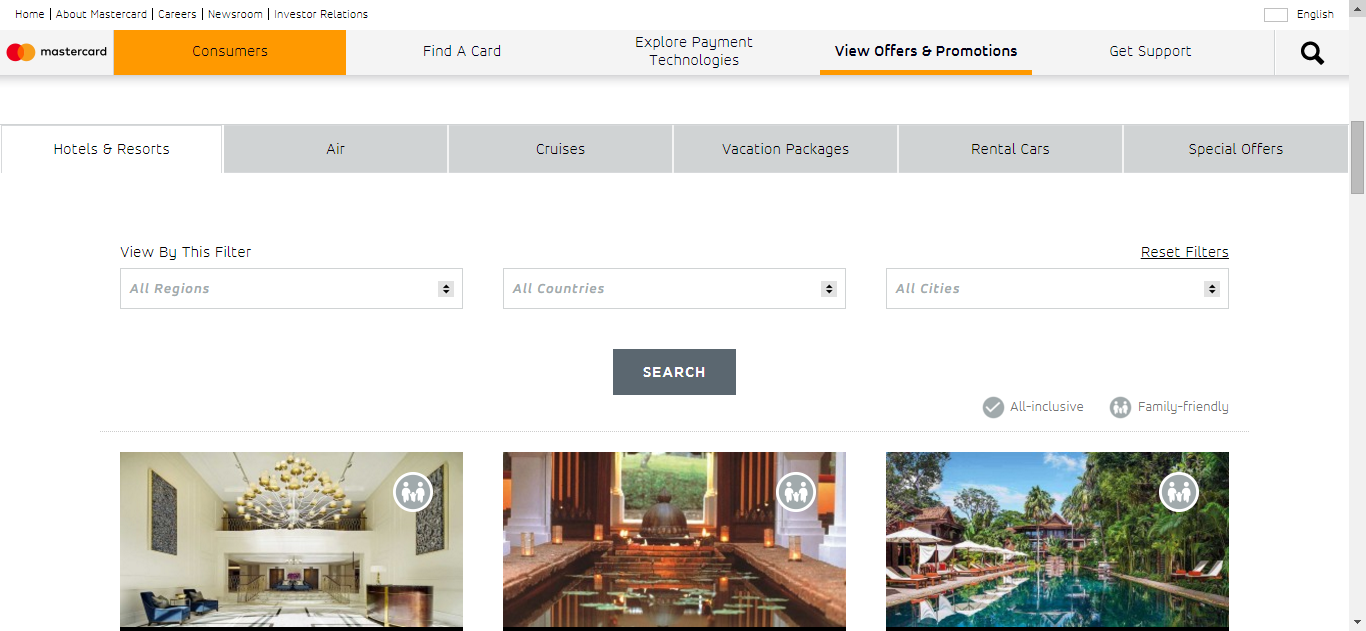 Home | About Mastercard | Careers | Newsroom | Investor Relations
English
mastercard
Consumers
Find A Card
Explore Payment
Technologies
View Offers & Promotions
Get Support
Hotels & Resorts
Air
Cruises
Vacation Packages
Rental Cars
Special Offers
View By This Filter
Reset Filters
All Regions
All Countries
All Cities
SEARCH
All-inclusive
Family-friendly